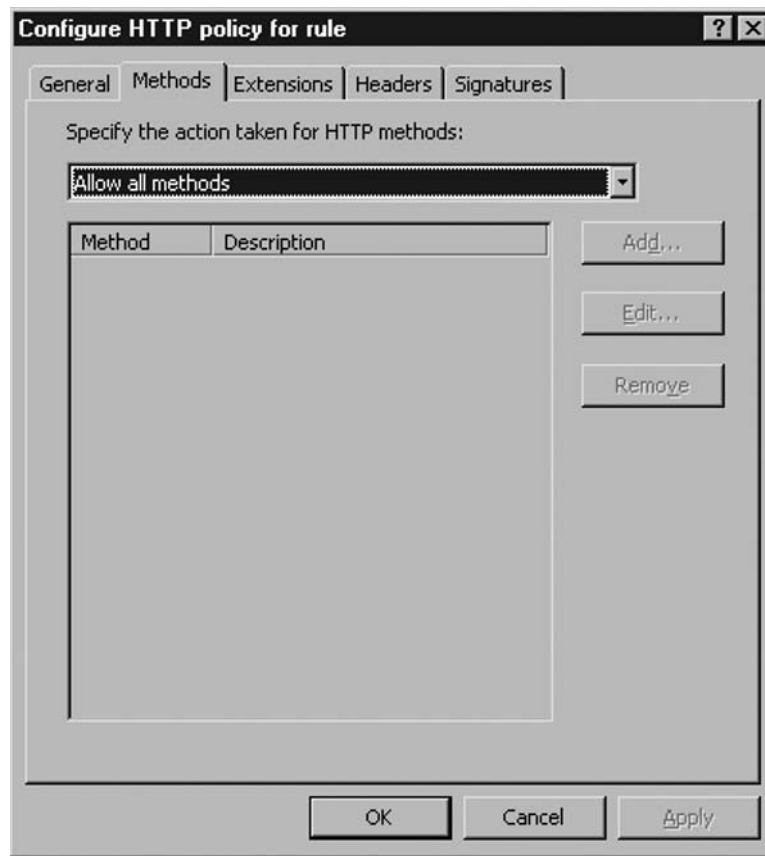 Configure HTTP policy for rule
General Methods Extensions Headers Signatures
Specify the action taken for HTTP methods:
Allow all methods
Method Description
Add...
Edit...
Remove
OK Cancel Apply